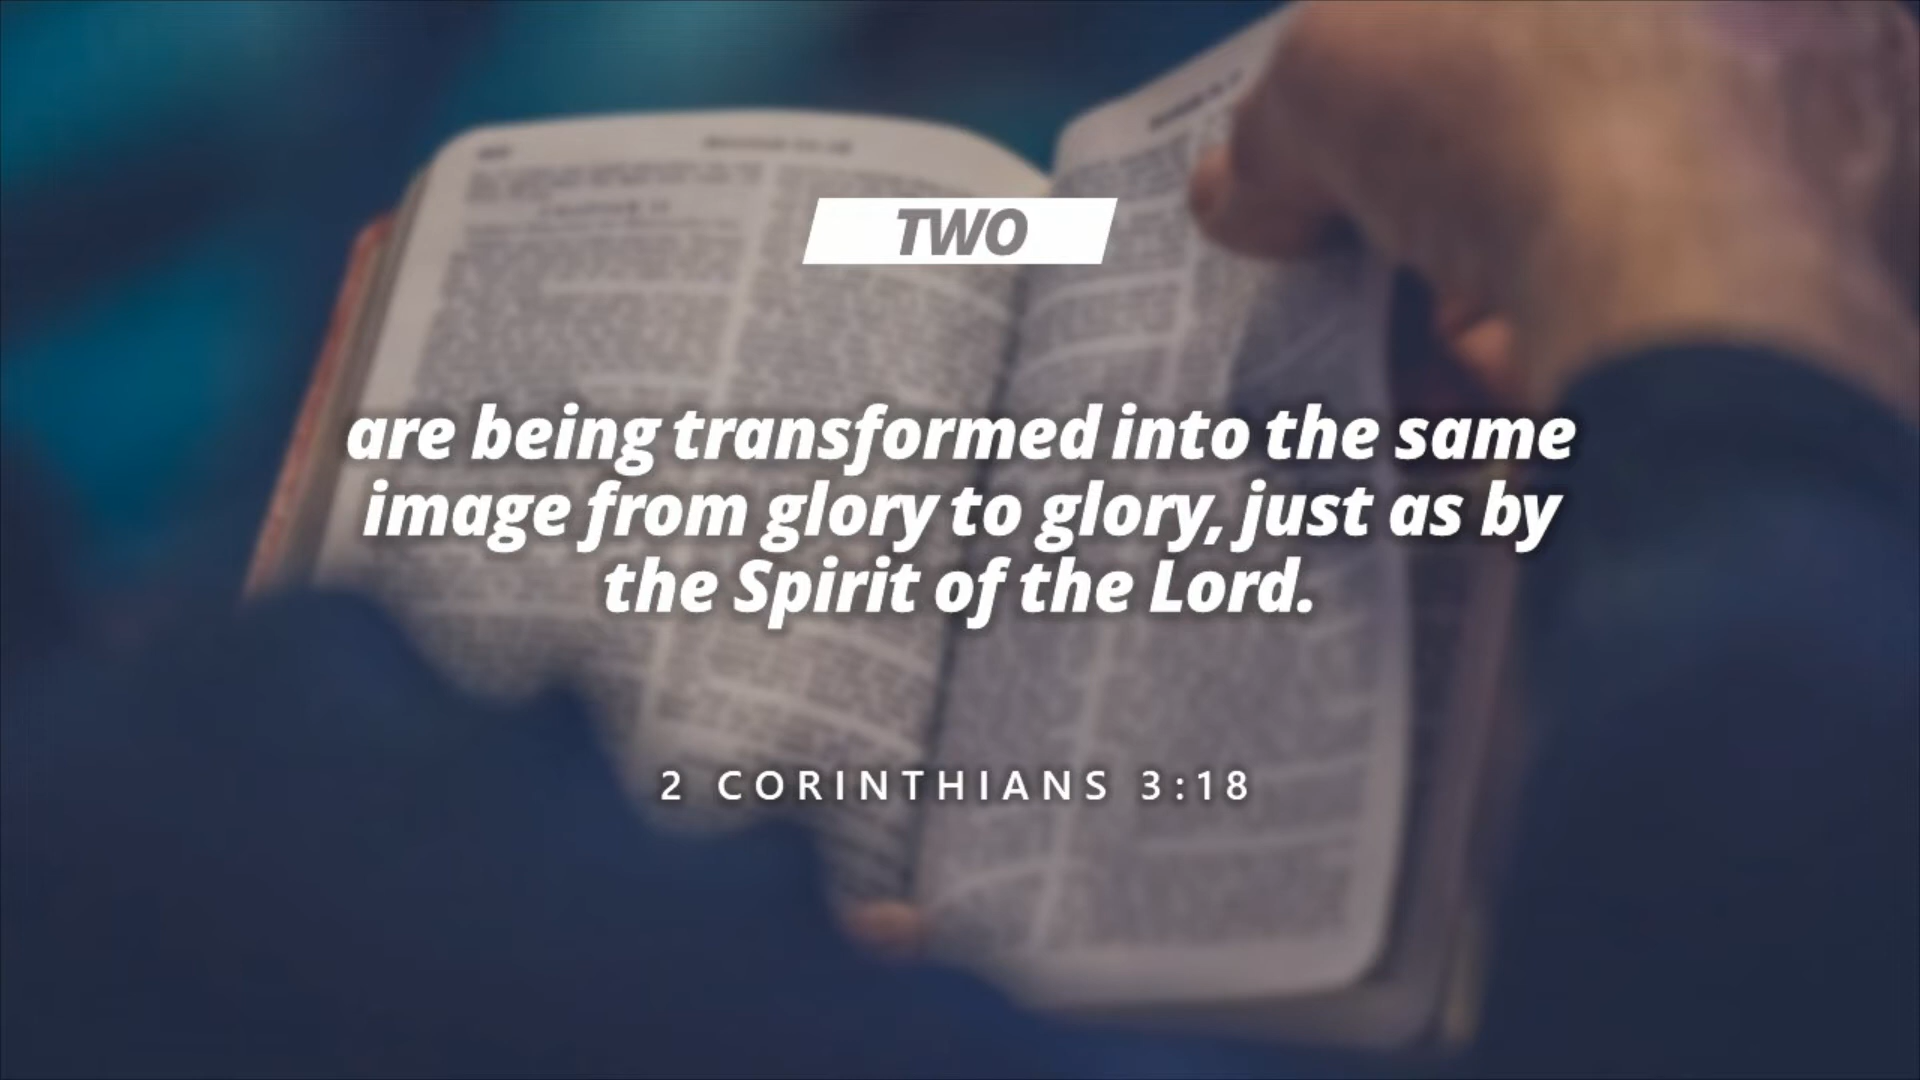 TWO
are being transformed into the same
image from glory to glory, just as by
the Spirit of the Lord.
2 CORINTHIANS 3:18